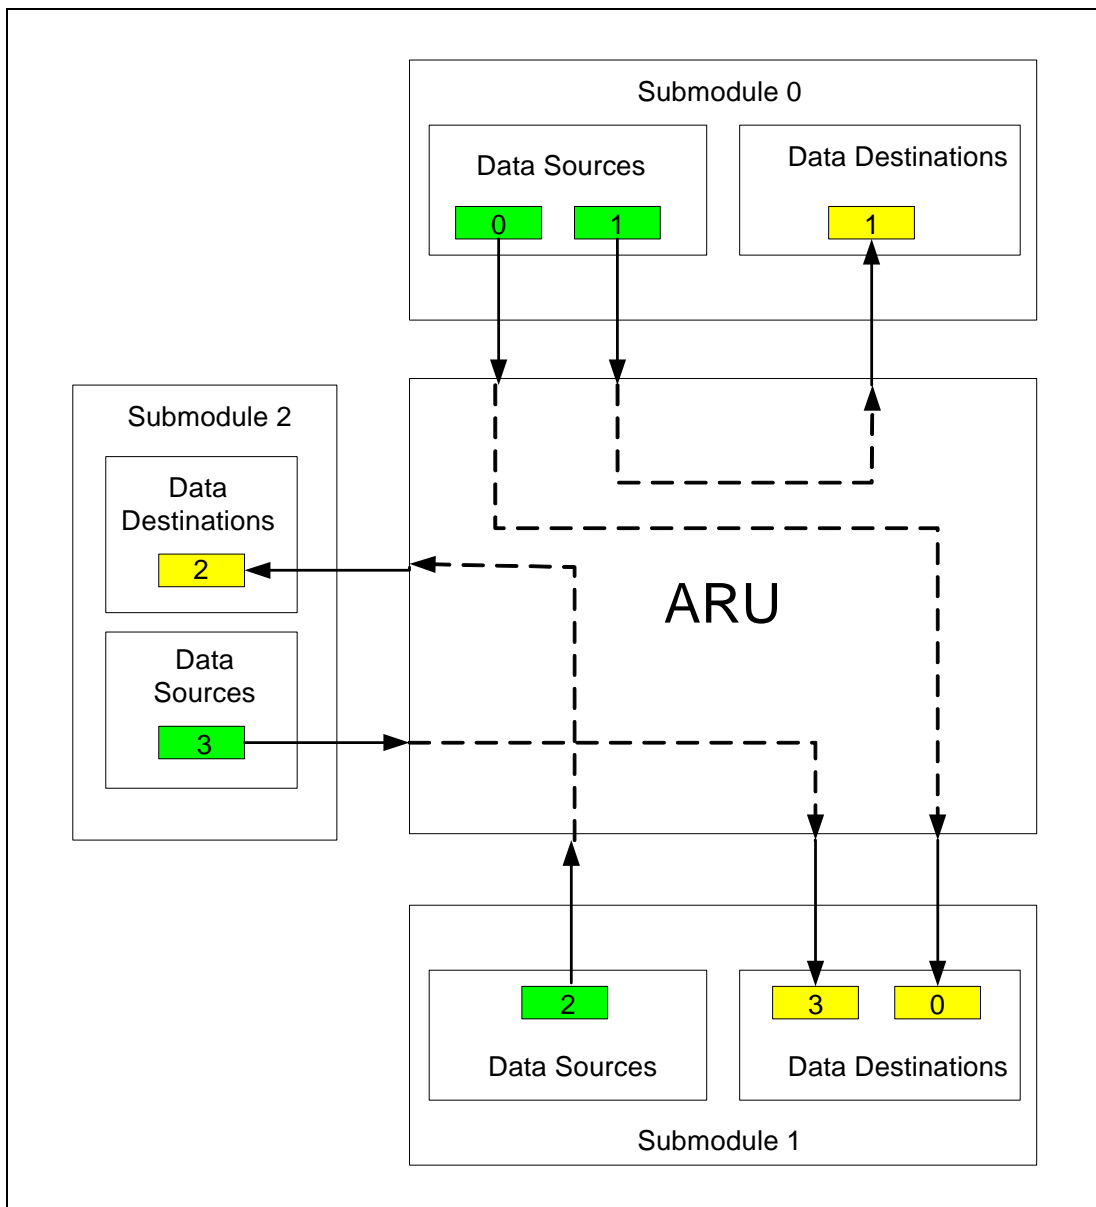 Submodule 0
Data Sources
Data Destinations
0
1
1
Submodule 2
Data
Destinations
2
ARU
Data
Sources
3
2
3
0
Data Sources
Data Destinations
Submodule 1